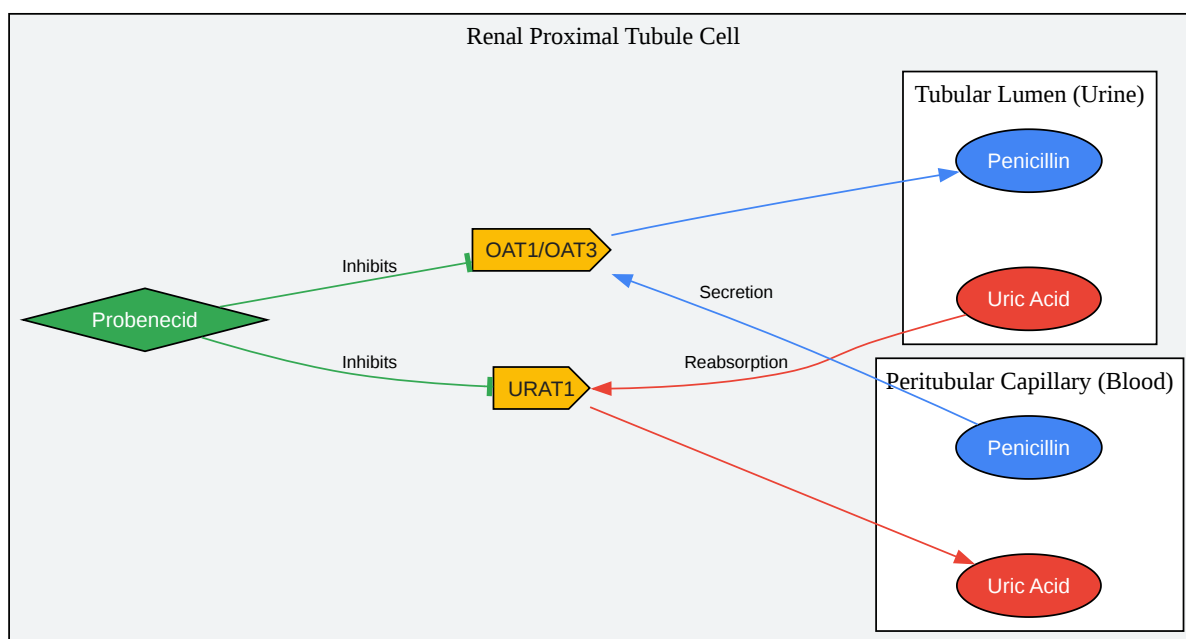 Renal Proximal Tubule Cell
Tubular Lumen (Urine)
Penicillin
OAT1/OAT3
Inhibits
Secretion
Uric Acid
Probenecid
Inhibits
Reabsorption
URAT1
Peritubular Capillary (Blood)
Penicillin
Uric Acid